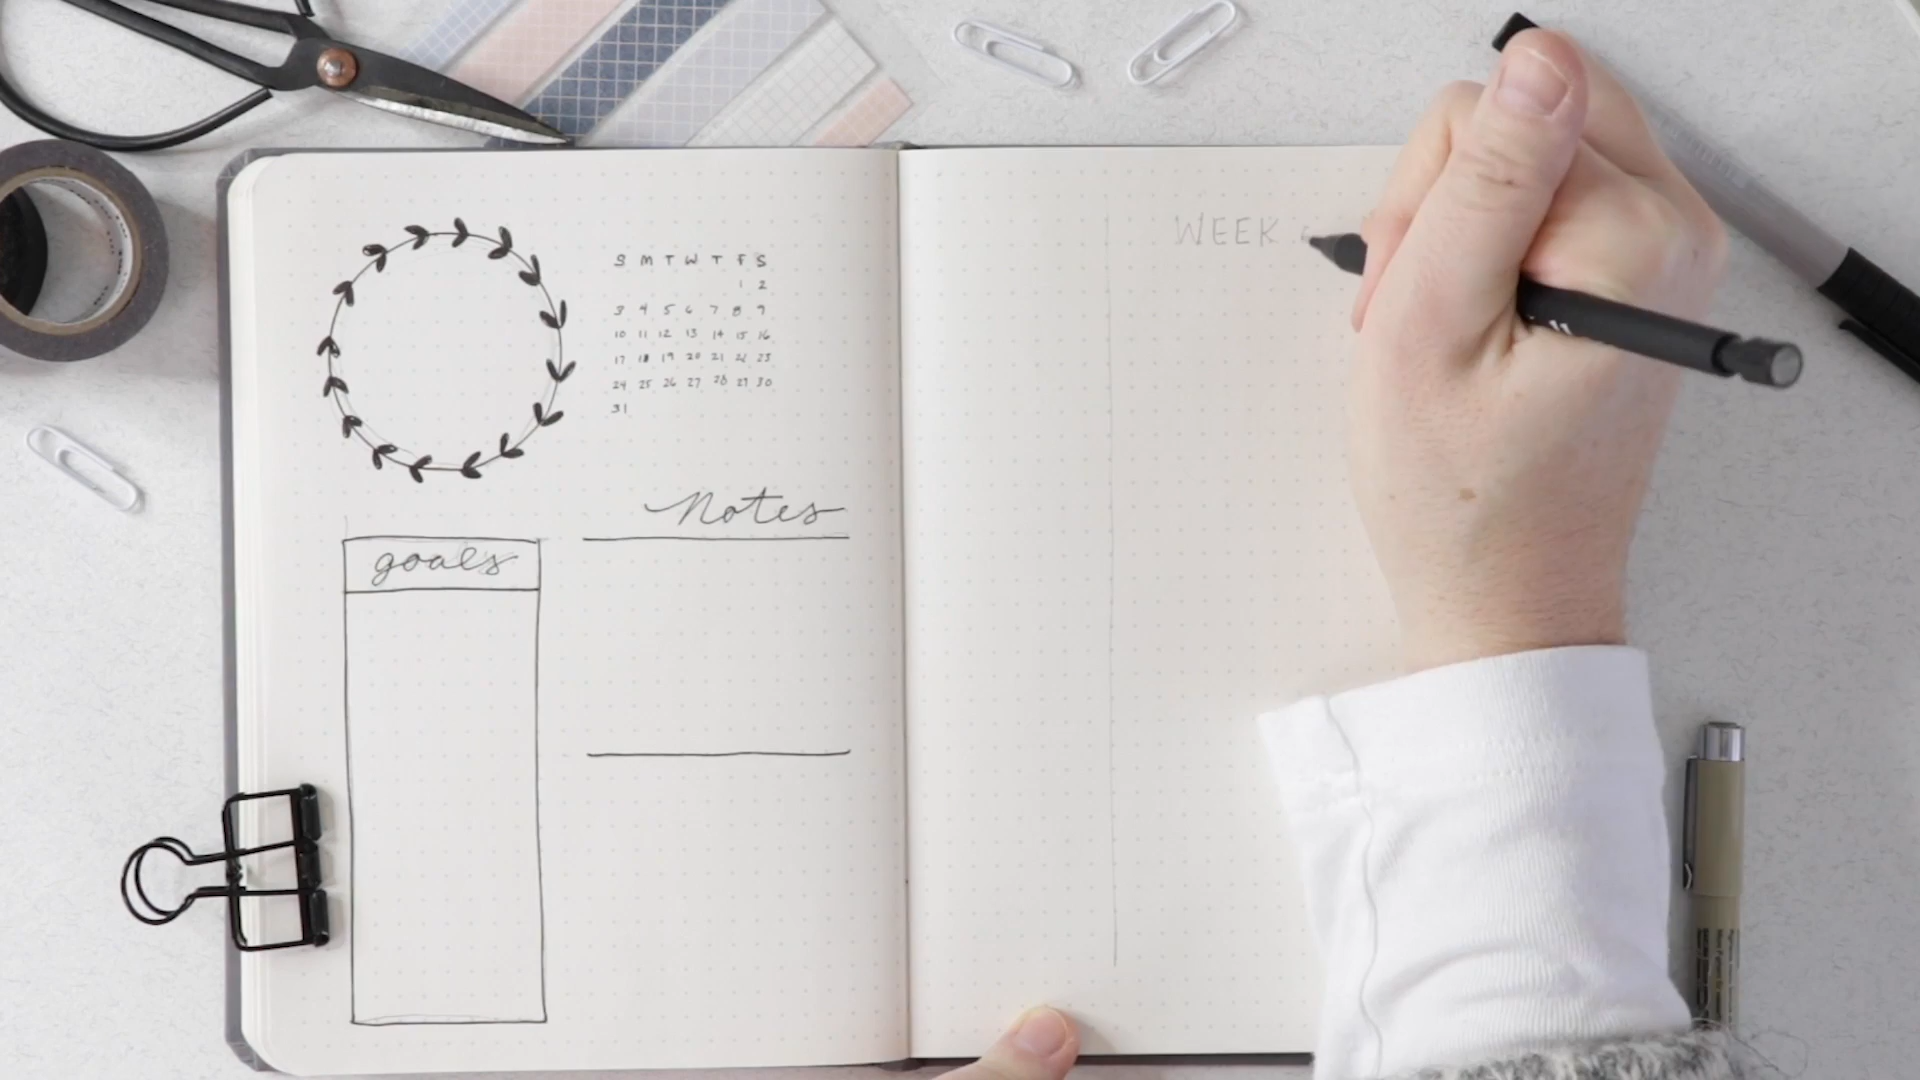 S M T W T F S
1 2
3 4 5 6 7 8 9
10 11 12 13 14 15 16
17 18 19 20 21 22 23
24 25 26 27 28 29 30
31
Notes
goals
WEEK